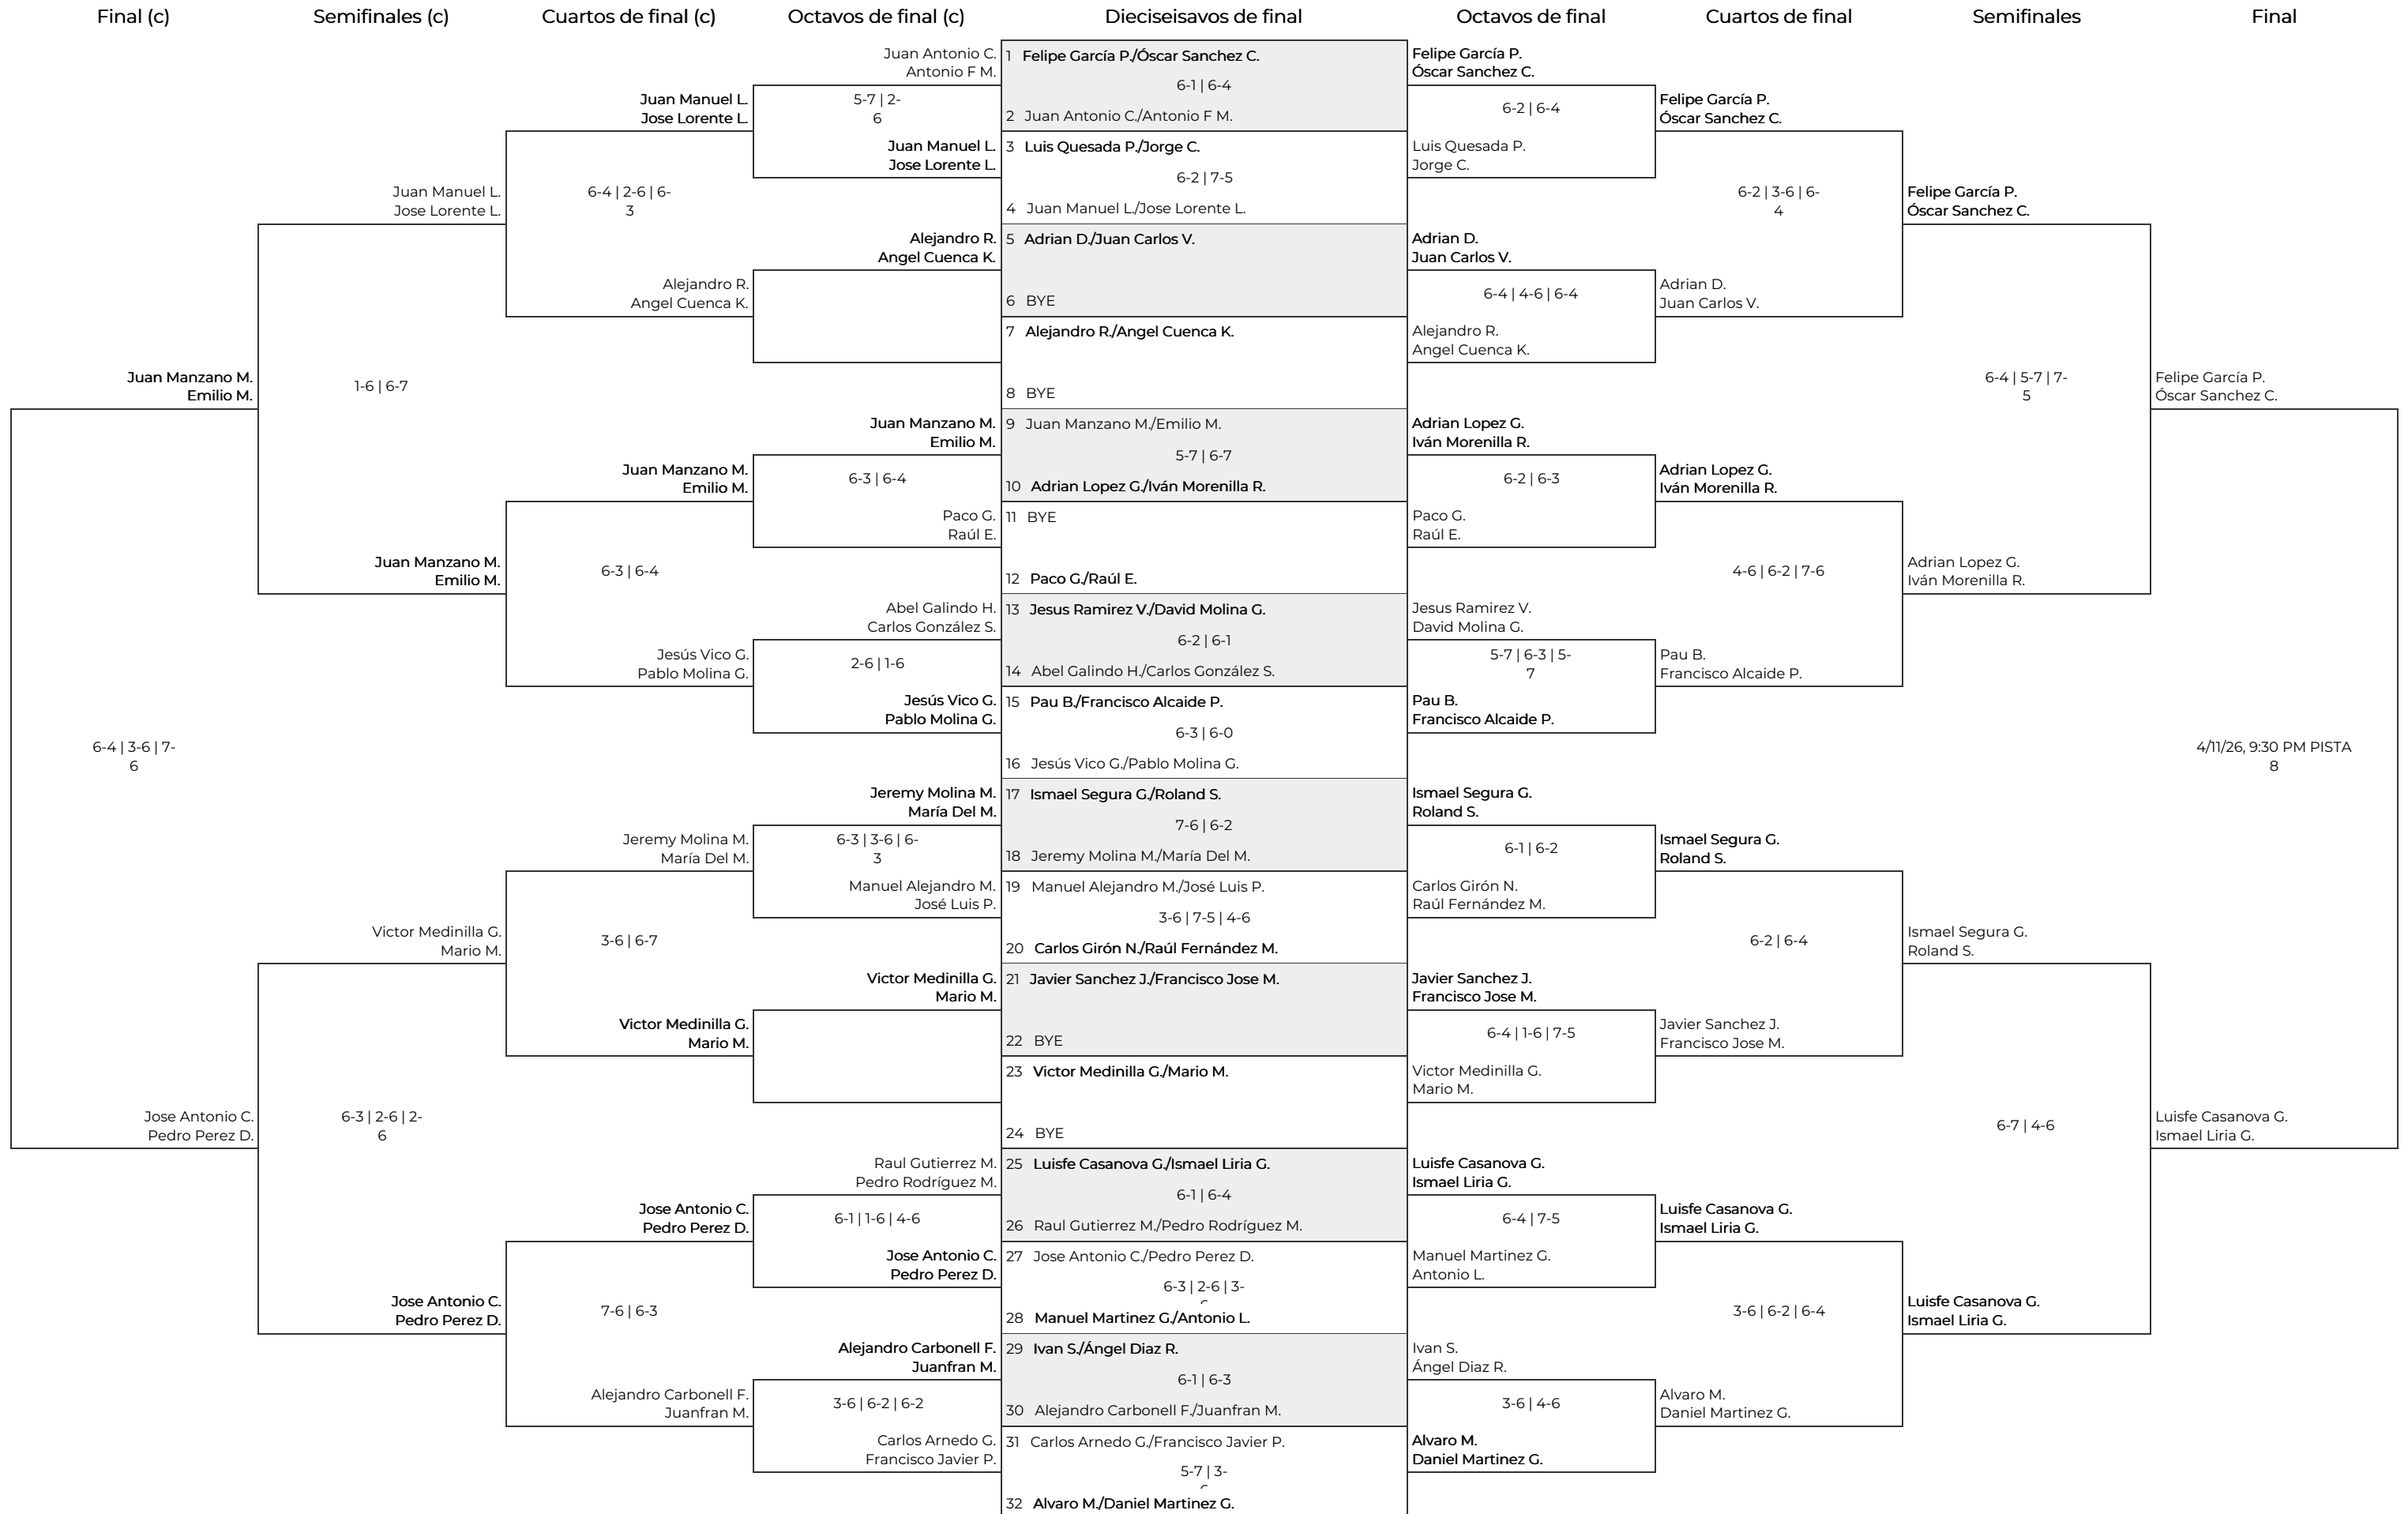 Final (c)
Semifinales (c)
Cuartos de final (c)
Octavos de final (c)
Dieciseisavos de final
Octavos de final
Cuartos de final
Semifinales
Final
Juan Manzano M.
Emilio M.
6-4 | 3-6 | 7-
6
Jose Antonio C.
Pedro Perez D.
Juan Manuel L.
Jose Lorente L.
1-6 | 6-7
Juan Manzano M.
Emilio M.
Victor Medinilla G.
Mario M.
6-3 | 2-6 | 2-
6
Jose Antonio C.
Pedro Perez D.
Juan Manuel L.
Jose Lorente L.
6-4 | 2-6 | 6-
3
Alejandro R.
Angel Cuenca K.
Juan Manzano M.
Emilio M.
6-3 | 6-4
Jesús Vico G.
Pablo Molina G.
Jeremy Molina M.
María Del M.
3-6 | 6-7
Victor Medinilla G.
Mario M.
Jose Antonio C.
Pedro Perez D.
7-6 | 6-3
Alejandro Carbonell F.
Juanfran M.
Juan Antonio C.
Antonio F M.
5-7 | 2-
6
Juan Manuel L.
Jose Lorente L.
Alejandro R.
Angel Cuenca K.
Juan Manzano M.
Emilio M.
6-3 | 6-4
Paco G.
Raúl E.
Abel Galindo H.
Carlos González S.
2-6 | 1-6
Jesús Vico G.
Pablo Molina G.
Jeremy Molina M.
María Del M.
6-3 | 3-6 | 6-
3
Manuel Alejandro M.
José Luis P.
Victor Medinilla G.
Mario M.
Raul Gutierrez M.
Pedro Rodríguez M.
6-1 | 1-6 | 4-6
Jose Antonio C.
Pedro Perez D.
Alejandro Carbonell F.
Juanfran M.
3-6 | 6-2 | 6-2
Carlos Arnedo G.
Francisco Javier P.
1 Felipe García P./Óscar Sanchez C.
6-1 | 6-4
2 Juan Antonio C./Antonio F M.
3 Luis Quesada P./Jorge C.
6-2 | 7-5
4 Juan Manuel L./Jose Lorente L.
5 Adrian D./Juan Carlos V.
6 BYE
7 Alejandro R./Angel Cuenca K.
8 BYE
9 Juan Manzano M./Emilio M.
5-7 | 6-7
10 Adrian Lopez G./Iván Morenilla R.
11 BYE
12 Paco G./Raúl E.
13 Jesus Ramirez V./David Molina G.
6-2 | 6-1
14 Abel Galindo H./Carlos González S.
15 Pau B./Francisco Alcaide P.
6-3 | 6-0
16 Jesús Vico G./Pablo Molina G.
17 Ismael Segura G./Roland S.
7-6 | 6-2
18 Jeremy Molina M./María Del M.
19 Manuel Alejandro M./José Luis P.
3-6 | 7-5 | 4-6
20 Carlos Girón N./Raúl Fernández M.
21 Javier Sanchez J./Francisco Jose M.
22 BYE
23 Victor Medinilla G./Mario M.
24 BYE
25 Luisfe Casanova G./Ismael Liria G.
6-1 | 6-4
26 Raul Gutierrez M./Pedro Rodríguez M.
27 Jose Antonio C./Pedro Perez D.
6-3 | 2-6 | 3-
28 Manuel Martinez G./Antonio L.
29 Ivan S./Ángel Diaz R.
6-1 | 6-3
30 Alejandro Carbonell F./Juanfran M.
31 Carlos Arnedo G./Francisco Javier P.
5-7 | 3-
32 Alvaro M./Daniel Martinez G.
Felipe García P.
Óscar Sanchez C.
6-2 | 6-4
Luis Quesada P.
Jorge C.
Adrian D.
Juan Carlos V.
6-4 | 4-6 | 6-4
Alejandro R.
Angel Cuenca K.
Adrian Lopez G.
Iván Morenilla R.
6-2 | 6-3
Paco G.
Raúl E.
Jesus Ramirez V.
David Molina G.
5-7 | 6-3 | 5-
7
Pau B.
Francisco Alcaide P.
Ismael Segura G.
Roland S.
6-1 | 6-2
Carlos Girón N.
Raúl Fernández M.
Javier Sanchez J.
Francisco Jose M.
6-4 | 1-6 | 7-5
Victor Medinilla G.
Mario M.
Luisfe Casanova G.
Ismael Liria G.
6-4 | 7-5
Manuel Martinez G.
Antonio L.
Ivan S.
Ángel Diaz R.
3-6 | 4-6
Alvaro M.
Daniel Martinez G.
Felipe García P.
Óscar Sanchez C.
6-2 | 3-6 | 6-
4
Adrian D.
Juan Carlos V.
Adrian Lopez G.
Iván Morenilla R.
4-6 | 6-2 | 7-6
Pau B.
Francisco Alcaide P.
Ismael Segura G.
Roland S.
6-2 | 6-4
Javier Sanchez J.
Francisco Jose M.
Luisfe Casanova G.
Ismael Liria G.
3-6 | 6-2 | 6-4
Alvaro M.
Daniel Martinez G.
Felipe García P.
Óscar Sanchez C.
6-4 | 5-7 | 7-
5
Adrian Lopez G.
Iván Morenilla R.
Ismael Segura G.
Roland S.
6-7 | 4-6
Luisfe Casanova G.
Ismael Liria G.
Felipe García P.
Óscar Sanchez C.
4/11/26, 9:30 PM PISTA
8
Luisfe Casanova G.
Ismael Liria G.